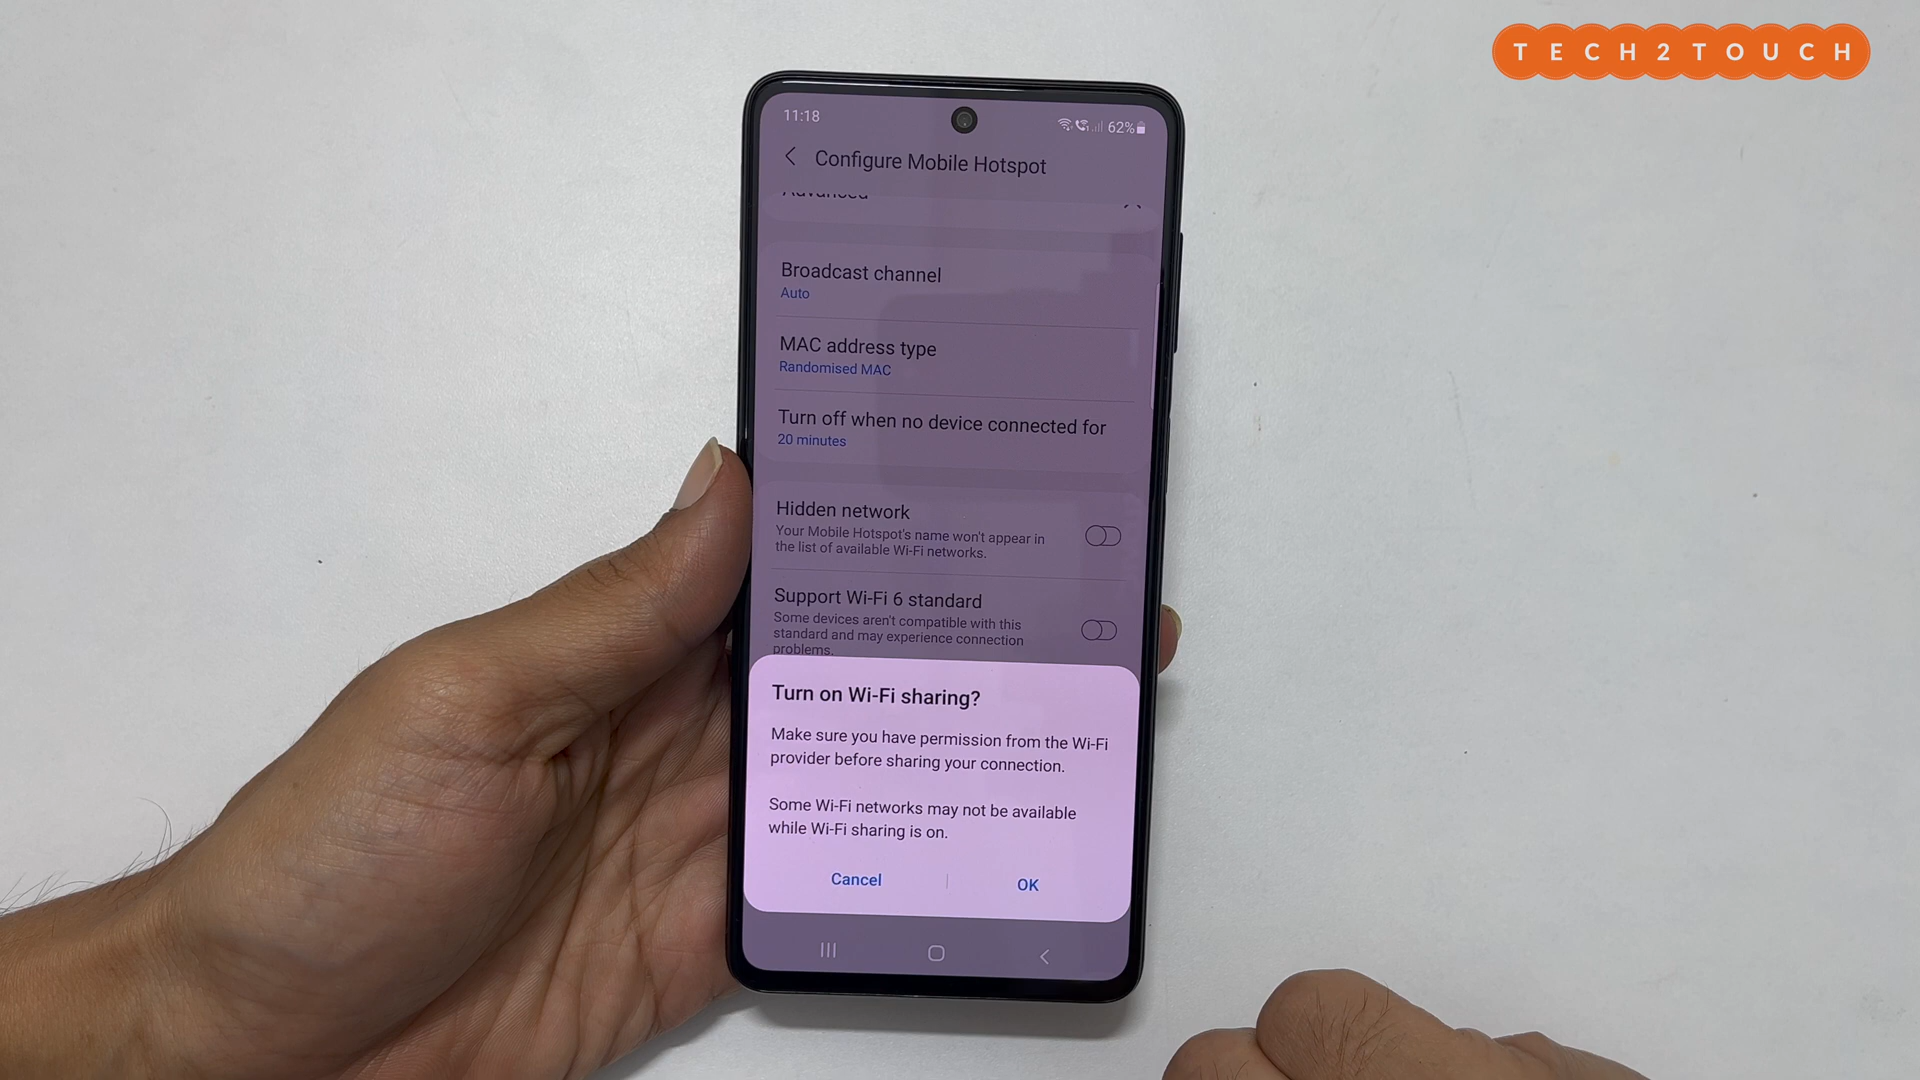 TECH2TOUCH
11:18
62%
Configure Mobile Hotspot
Advanced
Broadcast channel
Auto
MAC address type
Randomised MAC
Turn off when no device connected for
20 minutes
Hidden network
Your Mobile Hotspot's name won't appear in
the list of available Wi-Fi networks.
Support Wi-Fi 6 standard
Some devices aren't compatible with this
standard and may experience connection
problems.
Turn on Wi-Fi sharing?
Make sure you have permission from the Wi-Fi
provider before sharing your connection.
Some Wi-Fi networks may not be available
while Wi-Fi sharing is on.
Cancel
OK